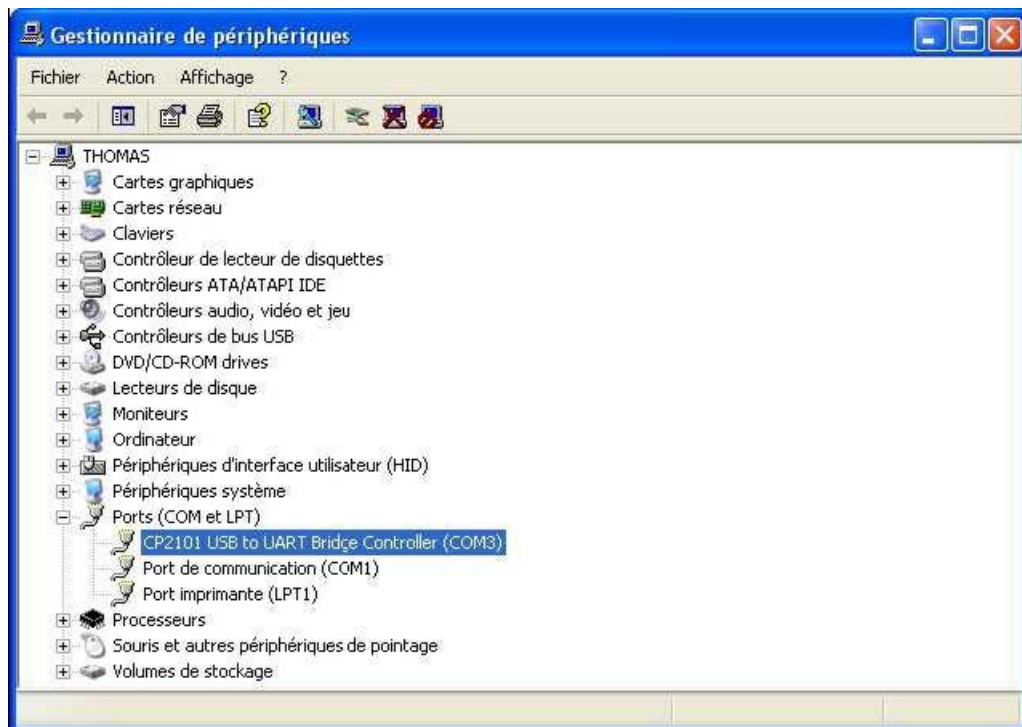 Gestionnaire de périphériques
Fichier Action Affichage ?
THOMAS
Cartes graphiques
Cartes réseau
Claviers
Contrôleur de lecteur de disquettes
Contrôleurs ATA/ATAPI IDE
Contrôleurs audio, vidéo et jeu
Contrôleurs de bus USB
DVD/CD-ROM drives
Lecteurs de disque
Moniteurs
Ordinateur
Périphériques d'interface utilisateur (HID)
Périphériques système
Ports (COM et LPT)
CP2101 USB to UART Bridge Controller (COM3)
Port de communication (COM1)
Port imprimante (LPT1)
Processeurs
Souris et autres périphériques de pointage
Volumes de stockage